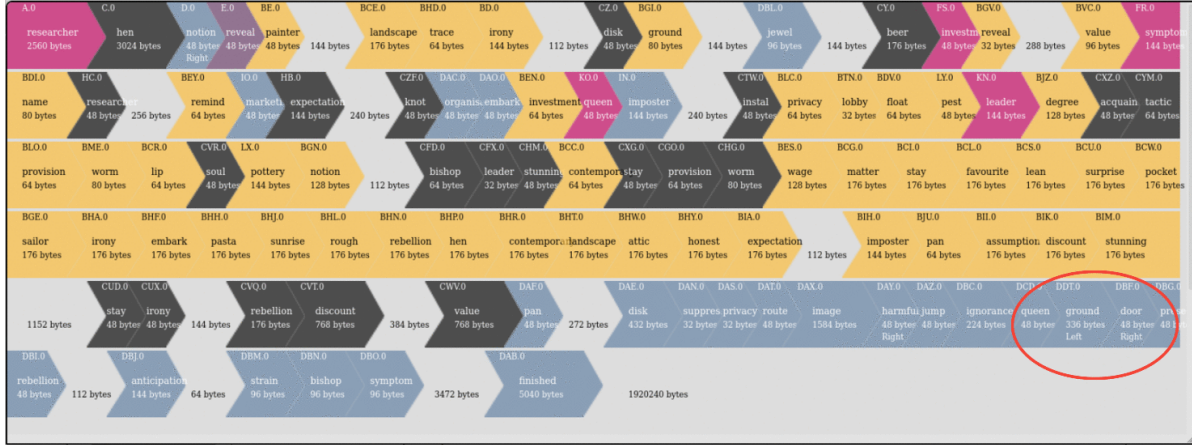 A.0 C.0 D.0 E.0 BE.0 BCE.0 BHD.0 BD.0 CZ.0 BGI.0 DBL.0 CY.0 FS.0 BGV.0 BVC.0 FR.0
researcher hen notion reveal painter landscape trace irony disk ground jewel beer investm reveal value sympton
2560 bytes 3024 bytes 48 bytes 48 bytes 48 bytes 144 bytes 176 bytes 64 bytes 144 bytes 112 bytes 48 bytes 80 bytes 144 bytes 96 bytes 144 bytes 176 bytes 48 bytes 32 bytes 288 bytes 96 bytes 144 bytes
Right
BDI.0 HC.0 BEY.0 IO.0 HB.0 CZF.0 DAC.0 DAO.0 BEN.0 KO.0 IN.0 CTW.0 BLC.0 BTN.0 BDV.0 LY.0 KN.0 BJZ.0 CXZ.0 CYM.0
name researcher remind marketi expectation knot organis embark investment queen imposter instal privacy lobby float pest leader degree acquain tactic
80 bytes 48 bytes 256 bytes 64 bytes 48 bytes 144 bytes 240 bytes 48 bytes 48 bytes 48 bytes 64 bytes 48 bytes 144 bytes 240 bytes 48 bytes 64 bytes 32 bytes 64 bytes 48 bytes 144 bytes 128 bytes 48 bytes 64 bytes
BLO.0 BME.0 BCR.0 CVR.0 LX.0 BGN.0 CFD.0 CFX.0 CHM.0 BCC.0 CXG.0 CGO.0 CHG.0 BES.0 BCG.0 BCI.0 BCL.0 BCS.0 BCU.0 BCW.0
provision worm lip soul pottery notion bishop leader stunning contempor stay provision worm wage matter stay favourite lean surprise pocket
64 bytes 80 bytes 64 bytes 48 bytes 144 bytes 128 bytes 112 bytes 64 bytes 32 bytes 48 bytes 64 bytes 48 bytes 64 bytes 80 bytes 128 bytes 176 bytes 176 bytes 176 bytes 176 bytes 176 bytes 176 bytes
BGE.0 BHA.0 BHF.0 BHH.0 BHJ.0 BHL.0 BHN.0 BHP.0 BHR.0 BHT.0 BHW.0 BHY.0 BIA.0 BIH.0 BJU.0 BII.0 BIK.0 BIM.0
sailor irony embark pasta sunrise rough rebellion hen contempora landscape attic honest expectation imposter pan assumption discount stunning
176 bytes 176 bytes 176 bytes 176 bytes 176 bytes 176 bytes 176 bytes 176 bytes 176 bytes 176 bytes 176 bytes 176 bytes 176 bytes 112 bytes 144 bytes 64 bytes 176 bytes 176 bytes 176 bytes
CUD.0 CUX.0 CVQ.0 CVT.0 CWV.0 DAF.0 DAE.0 DAN.0 DAS.0 DAT.0 DAX.0 DAY.0 DAZ.0 DBC.0 DCD.0 DDT.0 DBF.0 DBG.0
stay irony rebellion discount value pan disk suppres privacy route image harmful jump ignorance queen ground door
1152 bytes 48 bytes 48 bytes 144 bytes 176 bytes 768 bytes 384 bytes 768 bytes 48 bytes 272 bytes 432 bytes 32 bytes 32 bytes 48 bytes 1584 bytes 48 bytes 48 bytes 224 bytes 48 bytes 336 bytes 48 bytes 48 bytes
Right Left Right
DBI.0 DBJ.0 DBM.0 DBN.0 DBO.0 DAB.0
rebellion anticipation strain bishop symptom finished
48 bytes 112 bytes 144 bytes 64 bytes 96 bytes 96 bytes 96 bytes 3472 bytes 5040 bytes 1920240 bytes